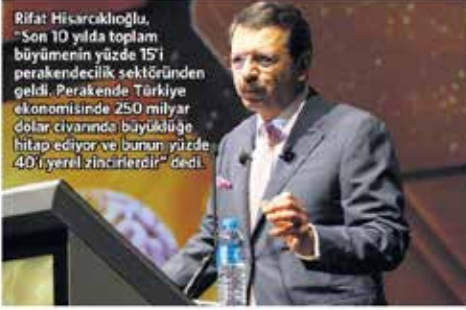 Rifat Hisarcıklıoğlu,
"Son 10 yılda toplam
büyümenin yüzde 15'i
perakendecilik sektöründen
geldi. Perakende Türkiye
ekonomisinde 250 milyar
dolar civarında büyüklüğe
hitap ediyor ve bunun yüzde
40'ı yerel zincirlerdir" dedi.